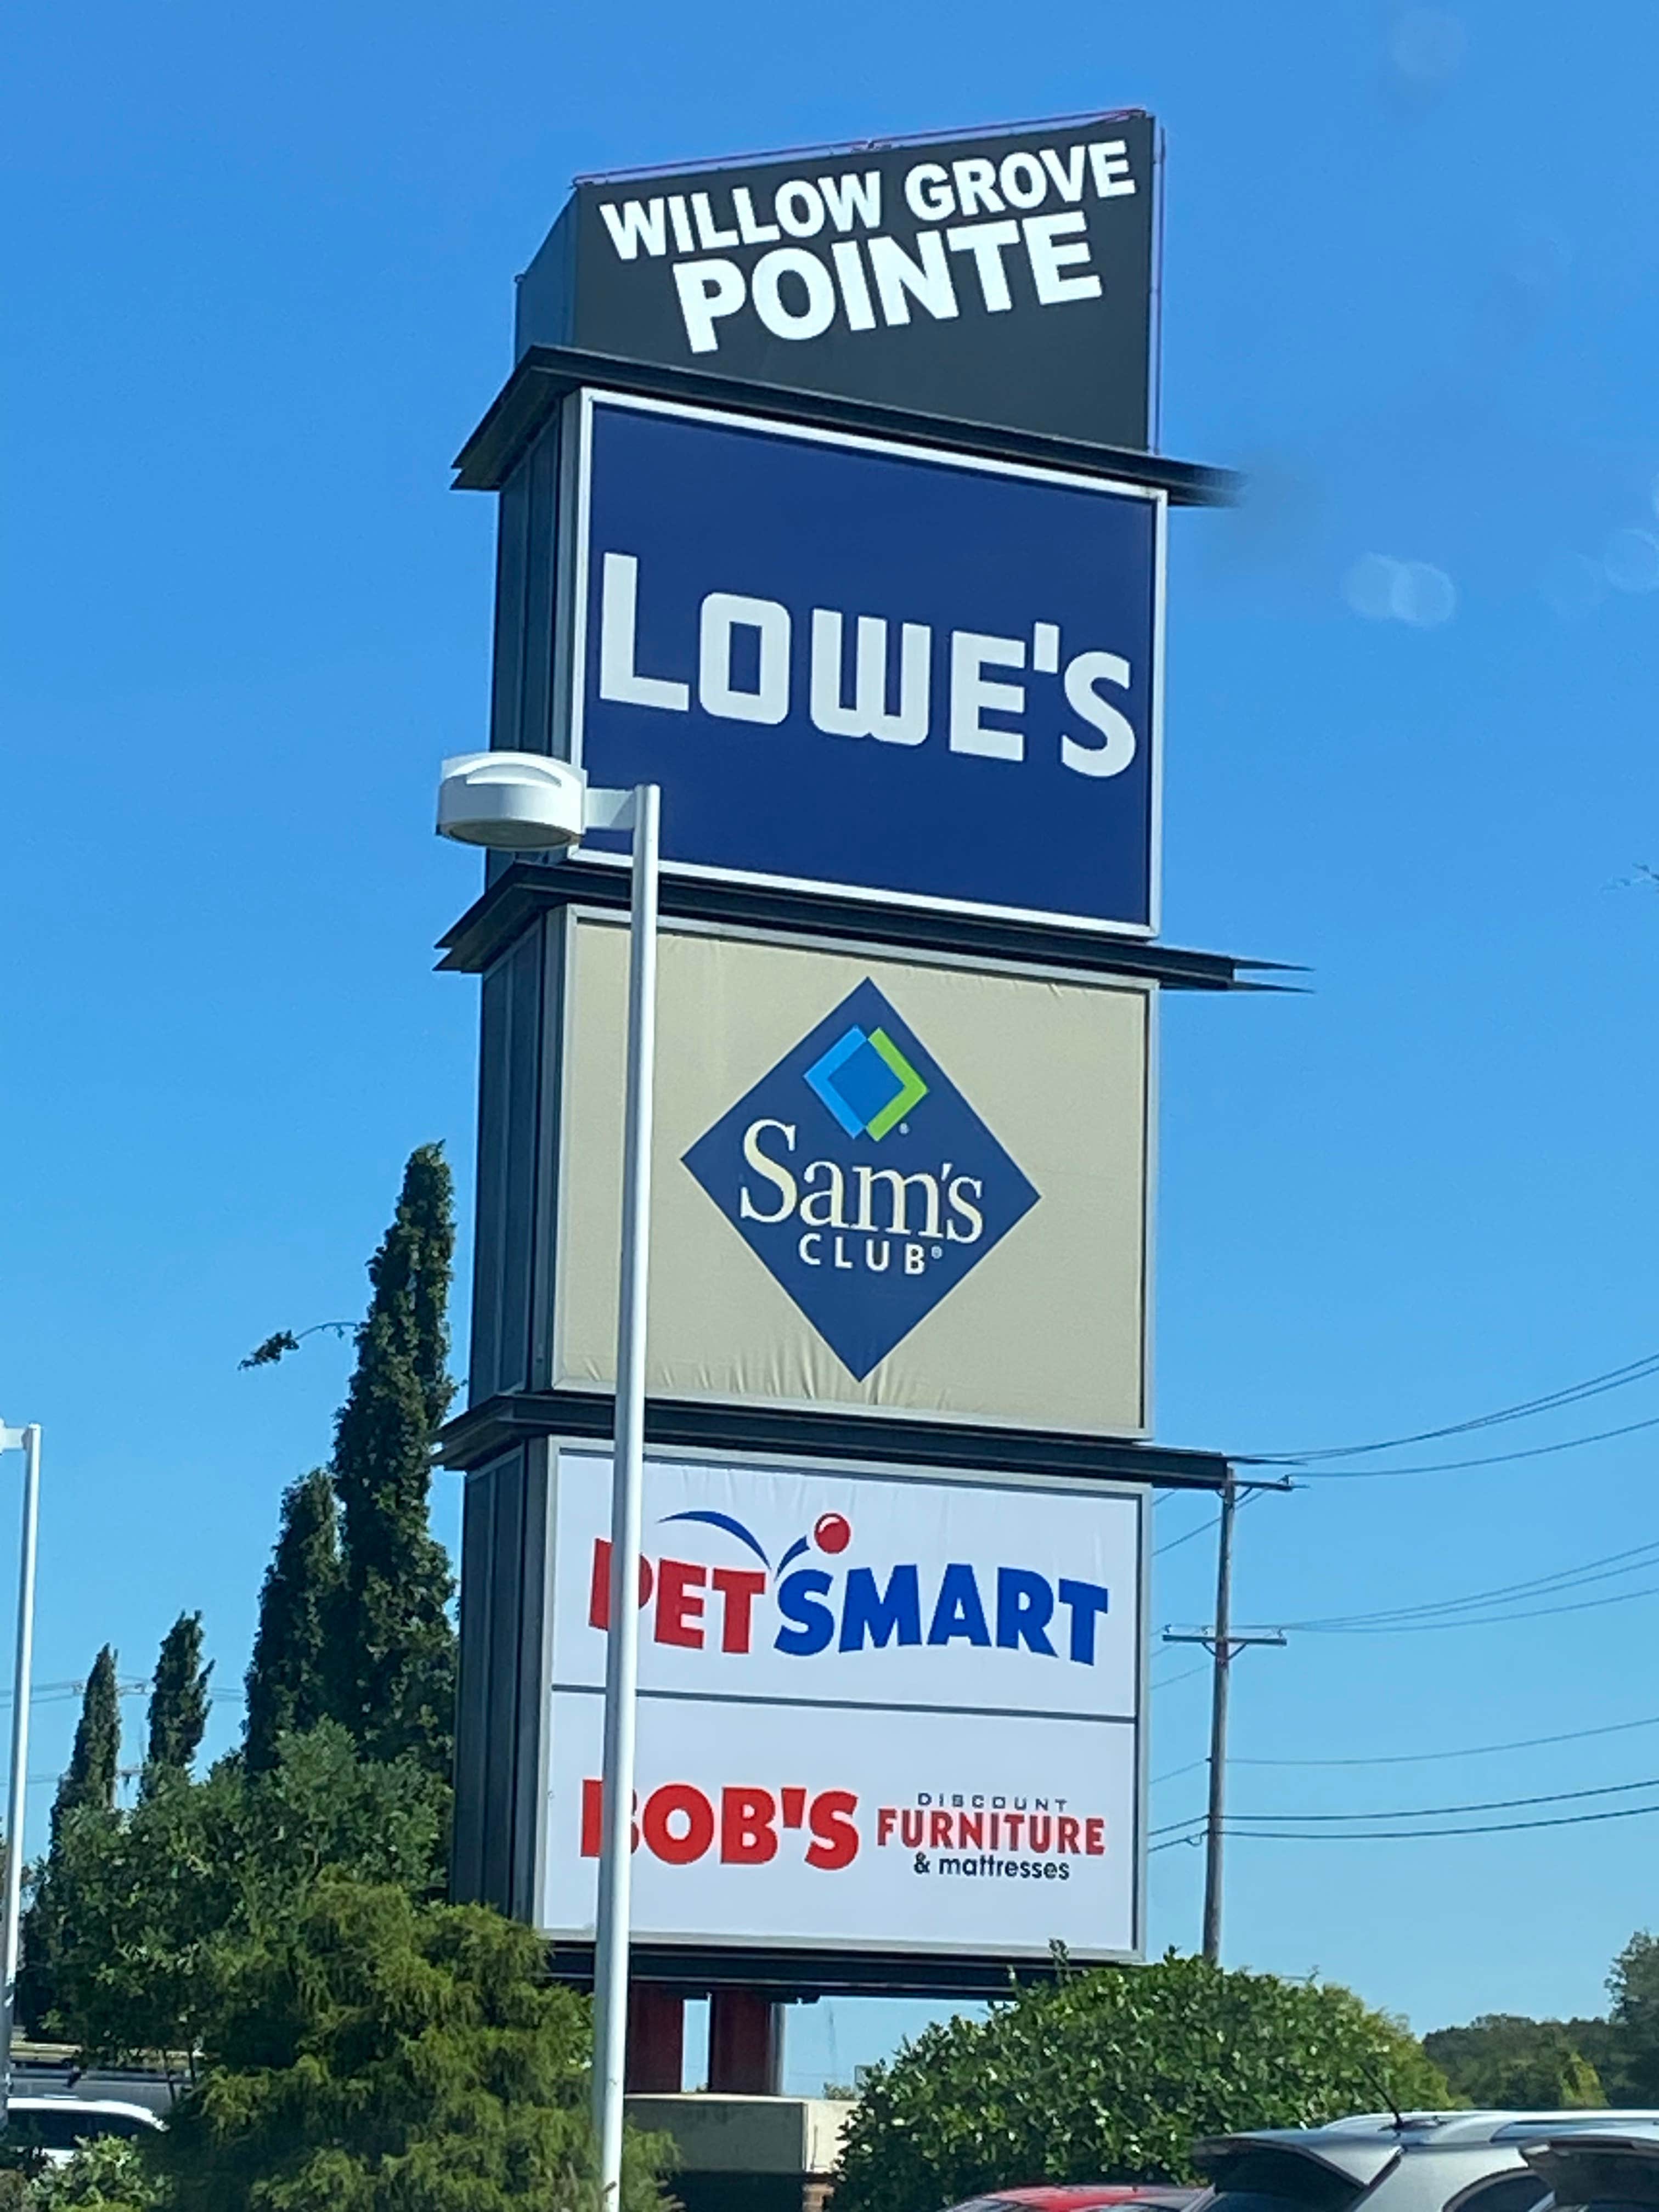 WILLOW GROVE
POINTE
LOWE'S
Sam's
CLUB®
PETSMART
BOB'S DISCOUNT
FURNITURE
& mattresses